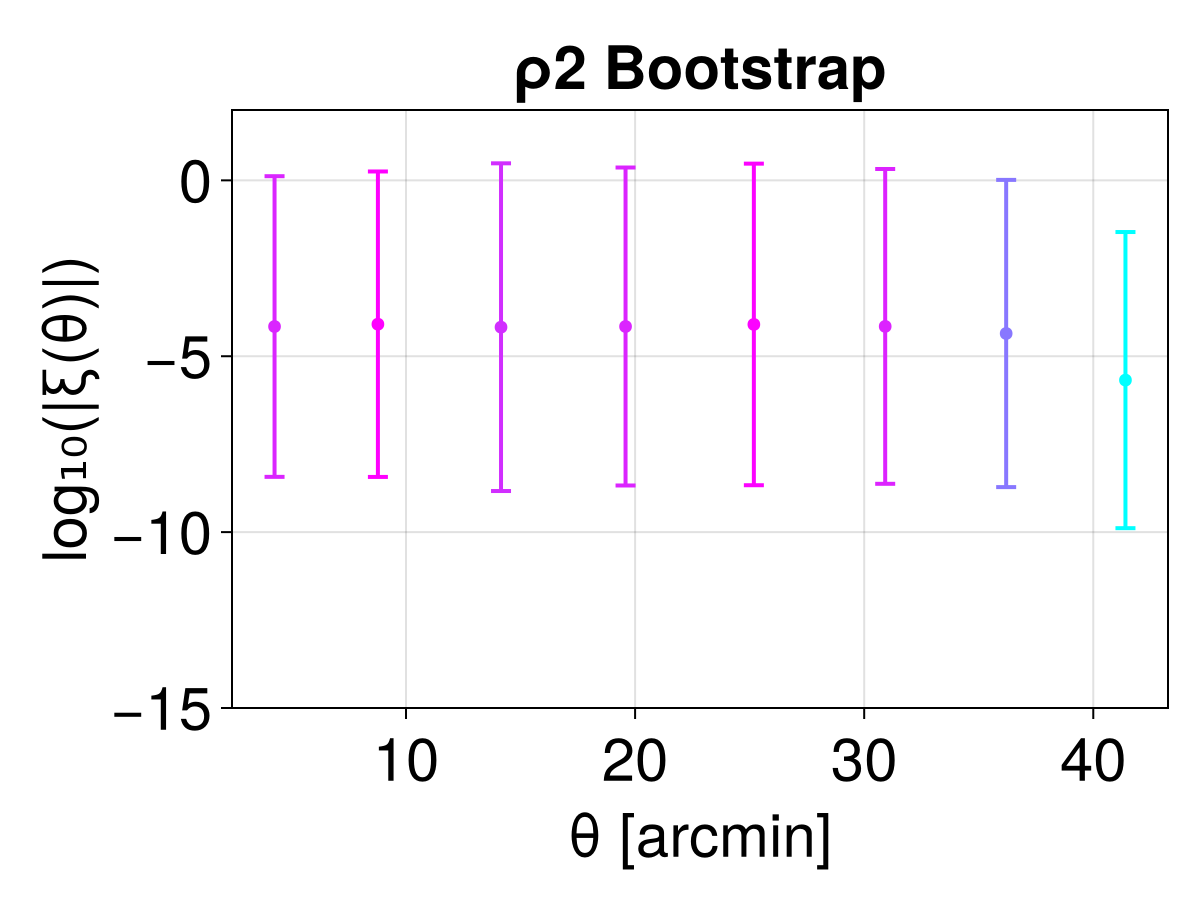 ρ2 Bootstrap
log₁₀(|ξ(θ)|)
0
−5
−10
−15
10 20 30 40
θ [arcmin]